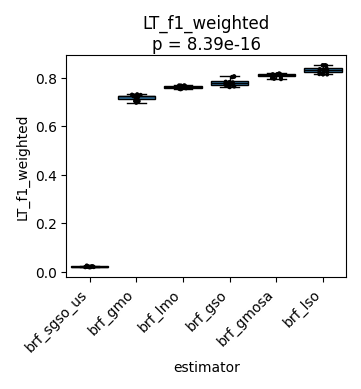 LT_f1_weighted
p = 8.39e-16
LT_f1_weighted
0.8
0.6
0.4
0.2
0.0
brf_sgso_us
brf_gmo
brf_lmo
brf_gso
brf_gmosa
brf_lso
estimator